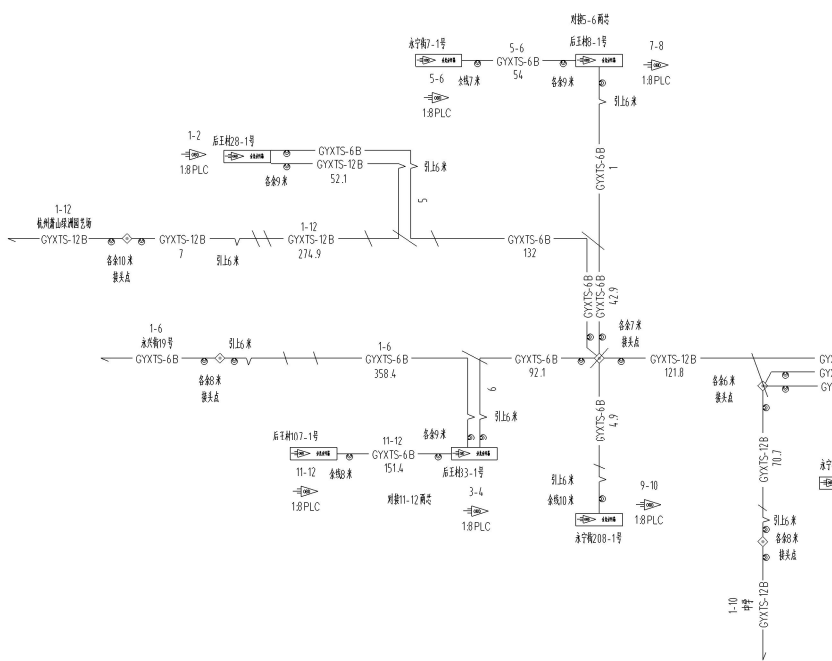 对接5-6两芯
永宁街7-1号
5-6
后王村8-1号
7-8
GYXTS-6B
54
5-6
余线7米
各余9米
1:8PLC
1:8PLC
引上6米
1-2
后王村28-1号
GYXTS-6B
引上6米
GYXTS-6B
1
1:8PLC
GYXTS-12B
各余9米
52.1
5
1-12
杭州萧山绿洲园艺场
1-12
GYXTS-12B
GYXTS-12B
GYXTS-12B
GYXTS-6B
7
274.9
132
各余10米
引上6米
接头点
GYXTS-6B
GYXTS-6B
42.9
1-6
永兴街19号
引上6米
1-6
各余7米
接头点
GYXTS-6B
GYXTS-6B
GYXTS-6B
GYXTS-12B
358.4
92.1
121.8
各余8米
接头点
6
各余6米
接头点
GYX
GYX
GY
引上6米
GYXTS-6B
4.9
后王村107-1号
11-12
各余9米
GYXTS-6B
151.4
GYXTS-12B
70.7
11-12
余线8米
后王村33-1号
永宁
1:8PLC
对接11-12两芯
3-4
1:8PLC
引上6米
余线10米
9-10
1:8PLC
永宁街208-1号
引上6米
各余8米
接头点
1-10
GYXTS-12B